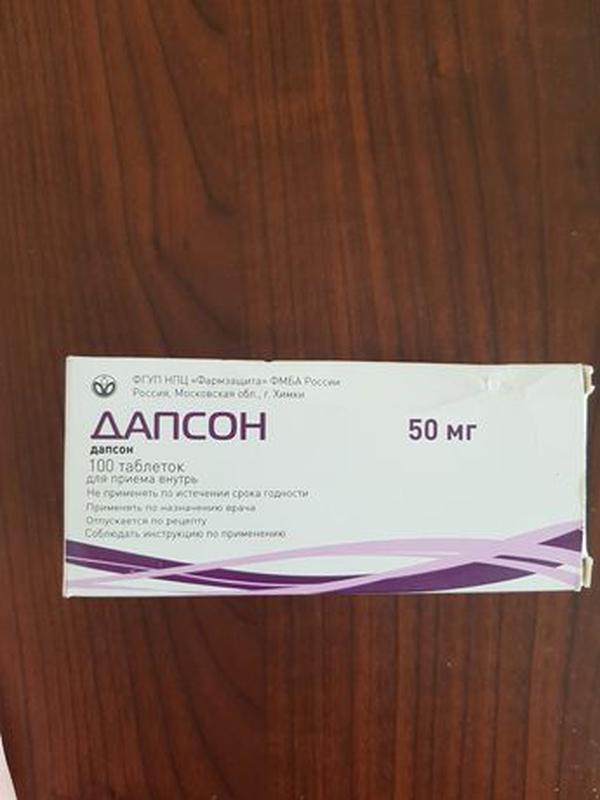 ФГУП НПЦ «Фармзащита» ФМБА России
Россия, Московская обл., г. Химки
ДАПСОН
50 мг
дапсон
100 таблеток
для приема внутрь
Не применять по истечении срока годности
Применять по назначению врача
Отпускается по рецепту
Соблюдать инструкцию по применению